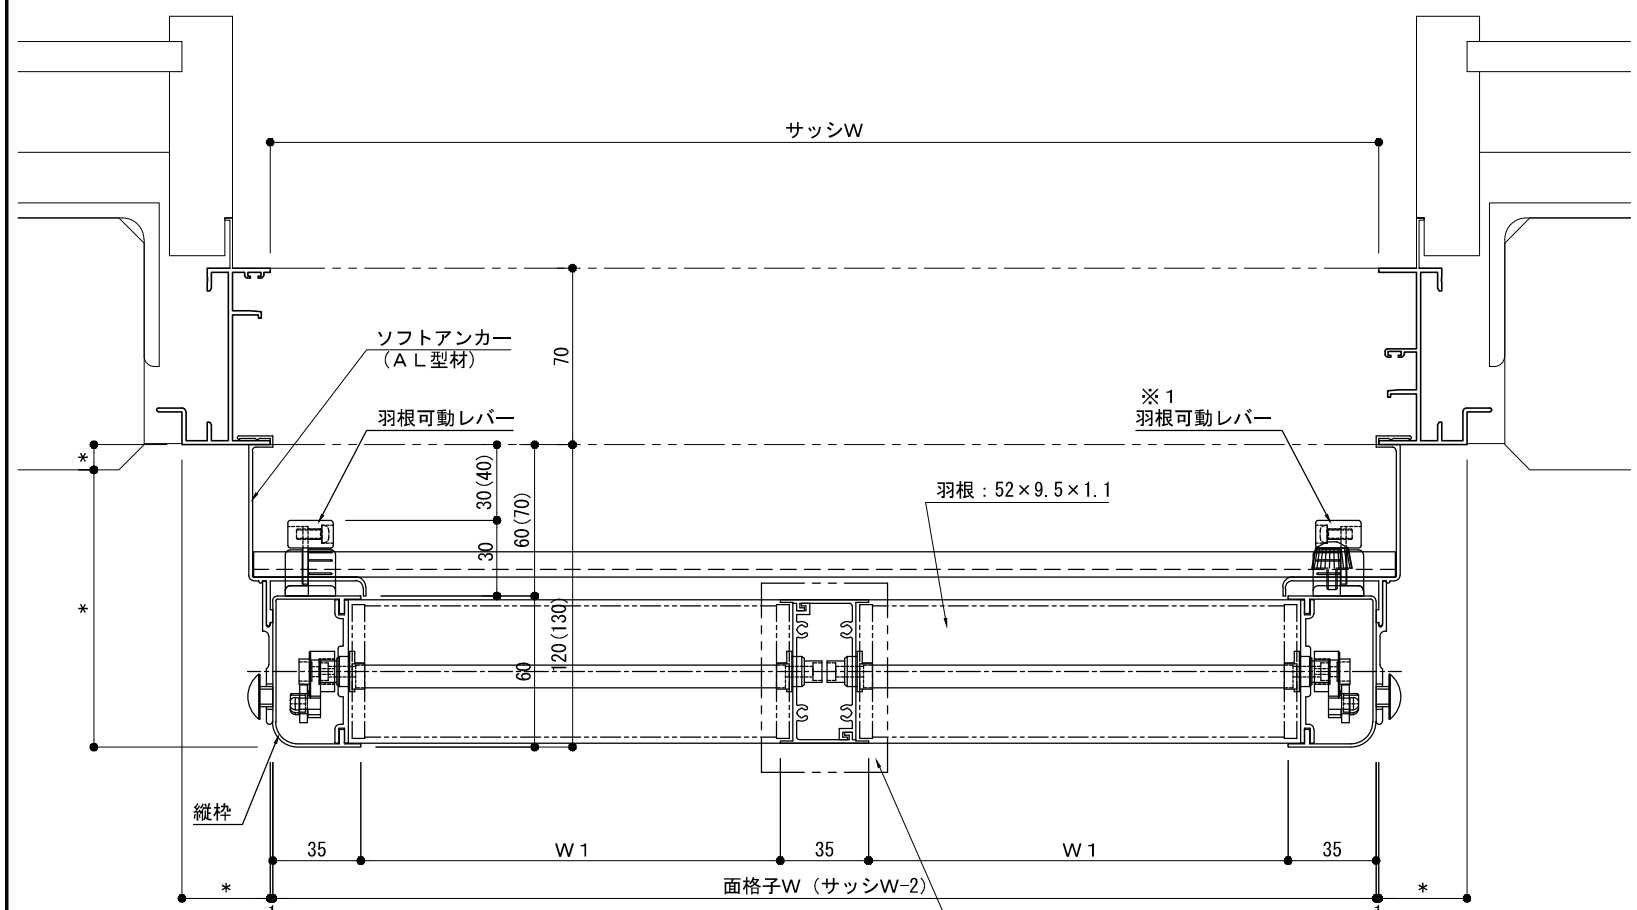 サッシW
ソフトアンカー
（ＡＬ型材）
70
羽根可動レバー
※1
羽根可動レバー
*
30(40)
60(70)
羽根：52×9.5×1.1
30
*
120(130)
60
縦枠
35
W1
35
W1
35
*
面格子W（サッシW-2）
*
1
1